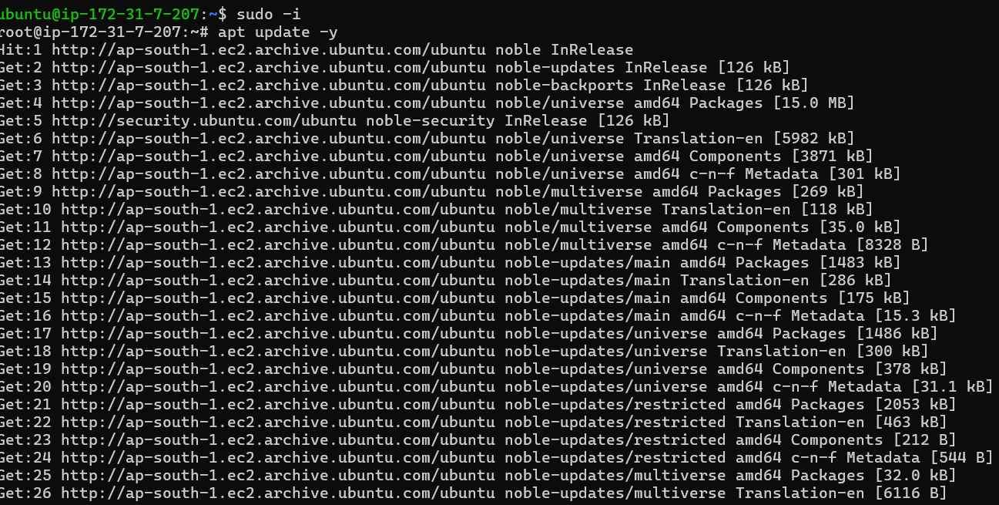 ubuntu@ip-172-31-7-207:~$ sudo -i
root@ip-172-31-7-207:~# apt update -y
Hit:1 http://ap-south-1.ec2.archive.ubuntu.com/ubuntu noble InRelease
Get:2 http://ap-south-1.ec2.archive.ubuntu.com/ubuntu noble-updates InRelease [126 kB]
Get:3 http://ap-south-1.ec2.archive.ubuntu.com/ubuntu noble-backports InRelease [126 kB]
Get:4 http://ap-south-1.ec2.archive.ubuntu.com/ubuntu noble/universe amd64 Packages [15.0 MB]
Get:5 http://security.ubuntu.com/ubuntu noble-security InRelease [126 kB]
Get:6 http://ap-south-1.ec2.archive.ubuntu.com/ubuntu noble/universe Translation-en [5982 kB]
Get:7 http://ap-south-1.ec2.archive.ubuntu.com/ubuntu noble/universe amd64 Components [3871 kB]
Get:8 http://ap-south-1.ec2.archive.ubuntu.com/ubuntu noble/universe amd64 c-n-f Metadata [301 kB]
Get:9 http://ap-south-1.ec2.archive.ubuntu.com/ubuntu noble/multiverse amd64 Packages [269 kB]
Get:10 http://ap-south-1.ec2.archive.ubuntu.com/ubuntu noble/multiverse Translation-en [118 kB]
Get:11 http://ap-south-1.ec2.archive.ubuntu.com/ubuntu noble/multiverse amd64 Components [35.0 kB]
Get:12 http://ap-south-1.ec2.archive.ubuntu.com/ubuntu noble/multiverse amd64 c-n-f Metadata [8328 B]
Get:13 http://ap-south-1.ec2.archive.ubuntu.com/ubuntu noble-updates/main amd64 Packages [1483 kB]
Get:14 http://ap-south-1.ec2.archive.ubuntu.com/ubuntu noble-updates/main Translation-en [286 kB]
Get:15 http://ap-south-1.ec2.archive.ubuntu.com/ubuntu noble-updates/main amd64 Components [175 kB]
Get:16 http://ap-south-1.ec2.archive.ubuntu.com/ubuntu noble-updates/main amd64 c-n-f Metadata [15.3 kB]
Get:17 http://ap-south-1.ec2.archive.ubuntu.com/ubuntu noble-updates/universe amd64 Packages [1486 kB]
Get:18 http://ap-south-1.ec2.archive.ubuntu.com/ubuntu noble-updates/universe Translation-en [300 kB]
Get:19 http://ap-south-1.ec2.archive.ubuntu.com/ubuntu noble-updates/universe amd64 Components [378 kB]
Get:20 http://ap-south-1.ec2.archive.ubuntu.com/ubuntu noble-updates/universe amd64 c-n-f Metadata [31.1 kB]
Get:21 http://ap-south-1.ec2.archive.ubuntu.com/ubuntu noble-updates/restricted amd64 Packages [2053 kB]
Get:22 http://ap-south-1.ec2.archive.ubuntu.com/ubuntu noble-updates/restricted Translation-en [463 kB]
Get:23 http://ap-south-1.ec2.archive.ubuntu.com/ubuntu noble-updates/restricted amd64 Components [212 B]
Get:24 http://ap-south-1.ec2.archive.ubuntu.com/ubuntu noble-updates/restricted amd64 c-n-f Metadata [544 B]
Get:25 http://ap-south-1.ec2.archive.ubuntu.com/ubuntu noble-updates/multiverse amd64 Packages [32.0 kB]
Get:26 http://ap-south-1.ec2.archive.ubuntu.com/ubuntu noble-updates/multiverse Translation-en [6116 B]